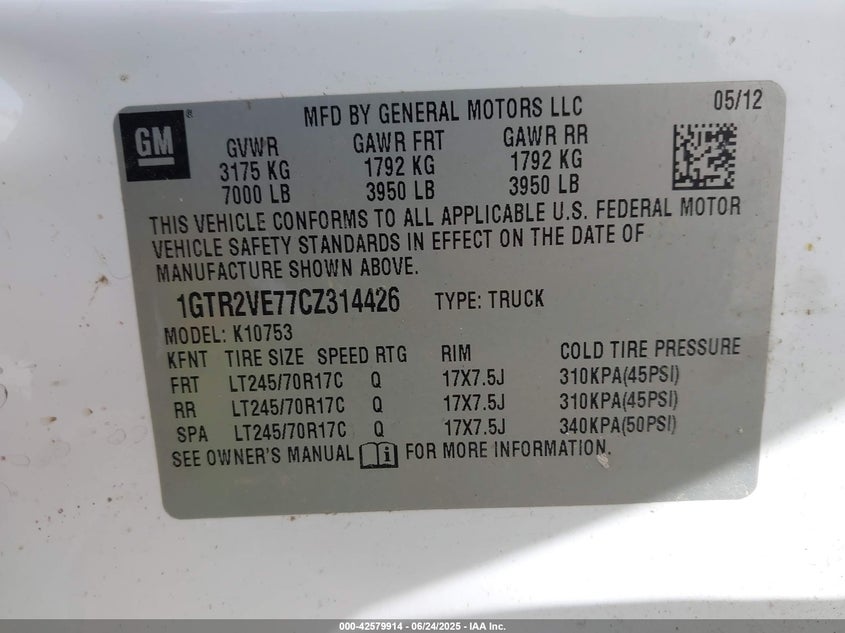 GM®
MFD BY GENERAL MOTORS LLC 05/12
GVWR GAWR FRT GAWR RR
3175 KG 1792 KG 1792 KG
7000 LB 3950 LB 3950 LB
THIS VEHICLE CONFORMS TO ALL APPLICABLE U.S. FEDERAL MOTOR
VEHICLE SAFETY STANDARDS IN EFFECT ON THE DATE OF
MANUFACTURE SHOWN ABOVE.
1GTR2VE77CZ314426 TYPE: TRUCK
MODEL: K10753
KFNT TIRE SIZE SPEED RTG RIM COLD TIRE PRESSURE
FRT LT245/70R17C Q 17X7.5J 310KPA(45PSI)
RR LT245/70R17C Q 17X7.5J 310KPA(45PSI)
SPA LT245/70R17C Q 17X7.5J 340KPA(50PSI)
SEE OWNER'S MANUAL FOR MORE INFORMATION.
000-42579914 - 06/24/2025 - IAA Inc.